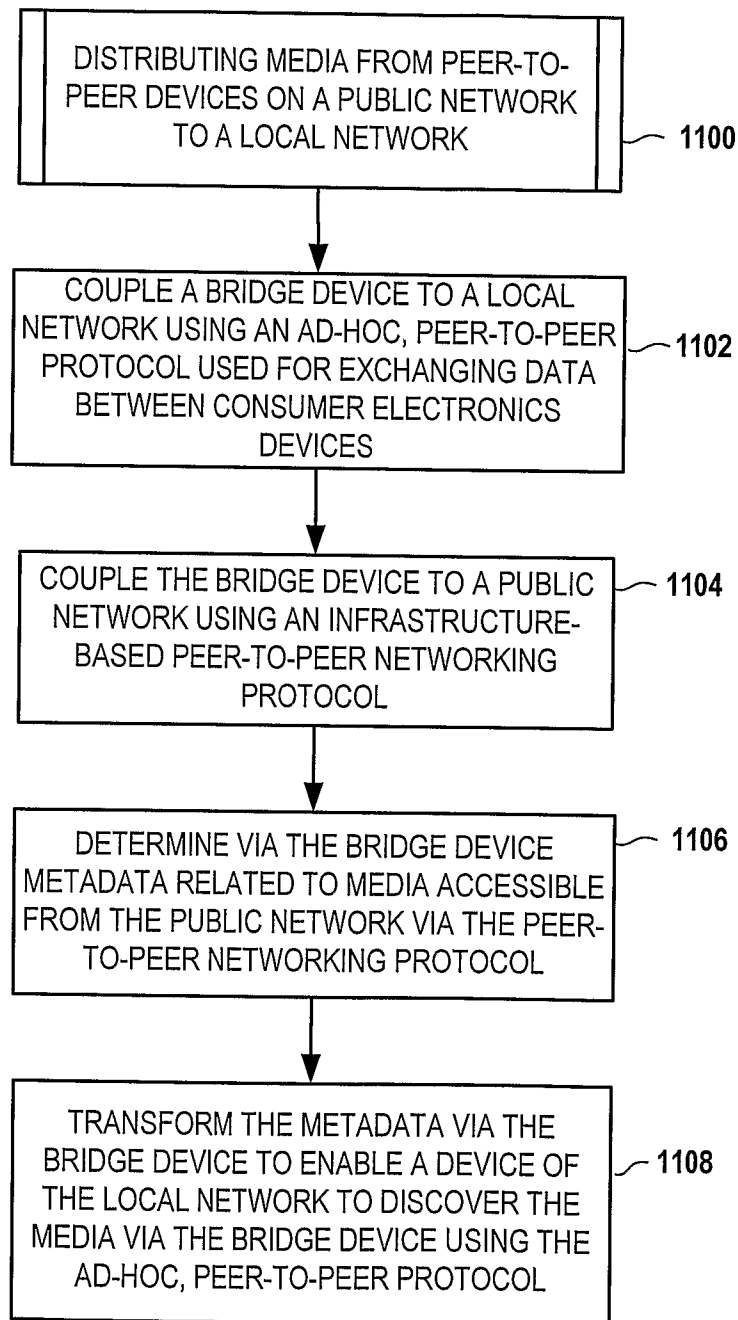 DISTRIBUTING MEDIA FROM PEER-TO-
PEER DEVICES ON A PUBLIC NETWORK
TO A LOCAL NETWORK
1100
COUPLE A BRIDGE DEVICE TO A LOCAL
NETWORK USING AN AD-HOC, PEER-TO-PEER
PROTOCOL USED FOR EXCHANGING DATA
BETWEEN CONSUMER ELECTRONICS
DEVICES
1102
COUPLE THE BRIDGE DEVICE TO A PUBLIC
NETWORK USING AN INFRASTRUCTURE-
BASED PEER-TO-PEER NETWORKING
PROTOCOL
1104
DETERMINE VIA THE BRIDGE DEVICE
METADATA RELATED TO MEDIA ACCESSIBLE
FROM THE PUBLIC NETWORK VIA THE PEER-
TO-PEER NETWORKING PROTOCOL
1106
TRANSFORM THE METADATA VIA THE
BRIDGE DEVICE TO ENABLE A DEVICE OF
THE LOCAL NETWORK TO DISCOVER THE
MEDIA VIA THE BRIDGE DEVICE USING THE
AD-HOC, PEER-TO-PEER PROTOCOL
1108